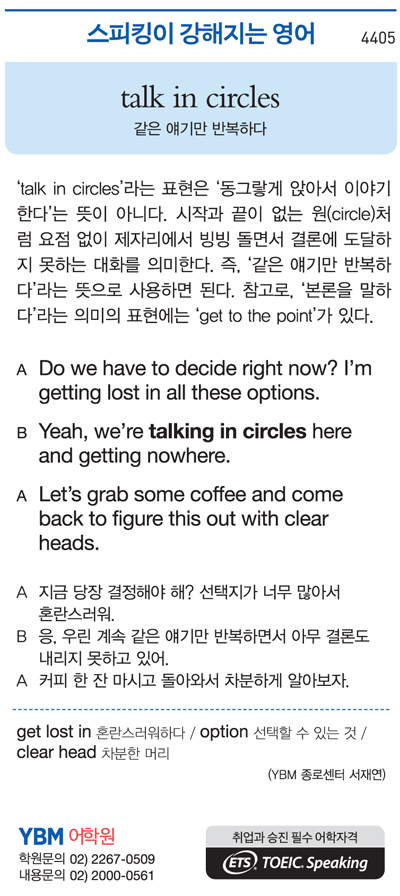 스피킹이 강해지는 영어 4405
talk in circles
같은 얘기만 반복하다
‘talk in circles’라는 표현은 ‘동그랗게 앉아서 이야기
한다’는 뜻이 아니다. 시작과 끝이 없는 원(circle)처
럼 요점 없이 제자리에서 빙빙 돌면서 결론에 도달하
지 못하는 대화를 의미한다. 즉, ‘같은 얘기만 반복하
다’라는 뜻으로 사용하면 된다. 참고로, ‘본론을 말하
다’라는 의미의 표현에는 ‘get to the point’가 있다.
A Do we have to decide right now? I’m
getting lost in all these options.
B Yeah, we’re talking in circles here
and getting nowhere.
A Let’s grab some coffee and come
back to figure this out with clear
heads.
A 지금 당장 결정해야 해? 선택지가 너무 많아서
혼란스러워.
B 응, 우린 계속 같은 얘기만 반복하면서 아무 결론도
내리지 못하고 있어.
A 커피 한 잔 마시고 돌아와서 차분하게 알아보자.
get lost in 혼란스러워하다 / option 선택할 수 있는 것 /
clear head 차분한 머리
(YBM 종로센터 서재연)
YBM 어학원
학원문의 02) 2267-0509
내용문의 02) 2000-0561
취업과 승진 필수 어학자격
ETS TOEIC. Speaking